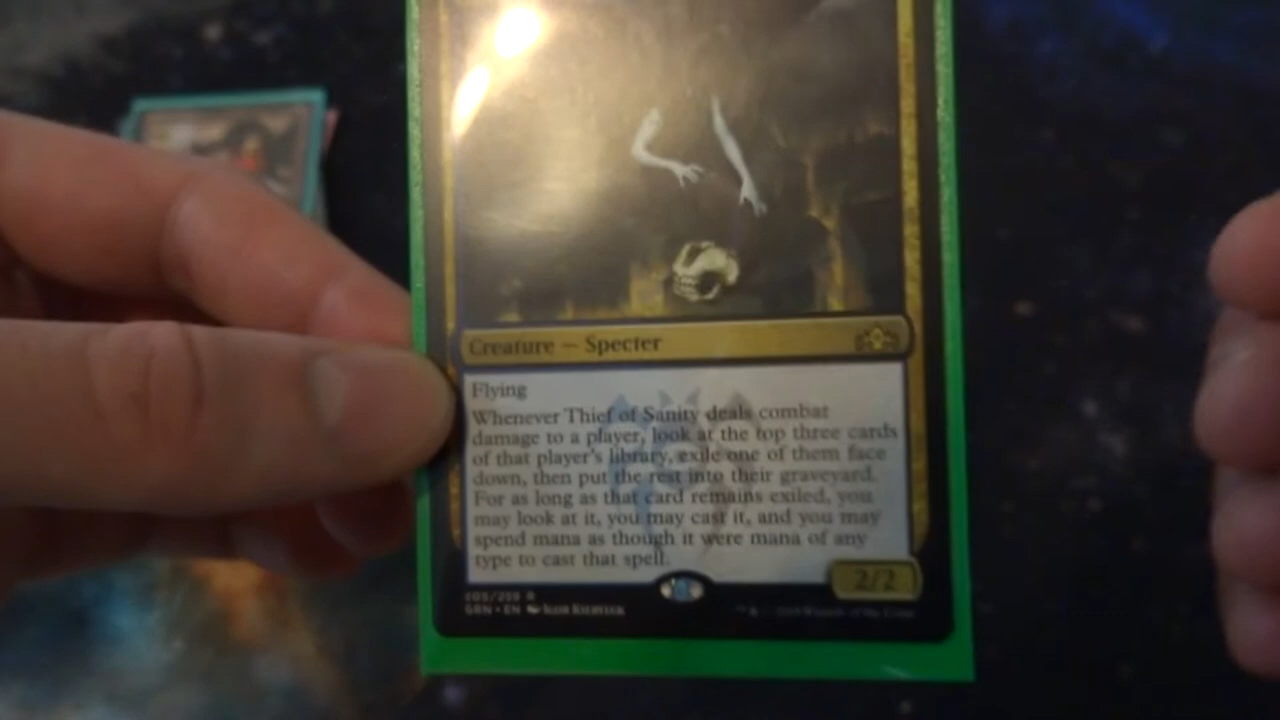 Creature — Specter
Flying
Whenever Thief of Sanity deals combat
damage to a player, look at the top three cards
of that player's library, exile one of them face
down, then put the rest into their graveyard.
For as long as that card remains exiled, you
may look at it, you may cast it, and you may
spend mana as though it were mana of any
type to cast that spell.
2/2
205/259 R
GRN • EN Igor Kieryluk